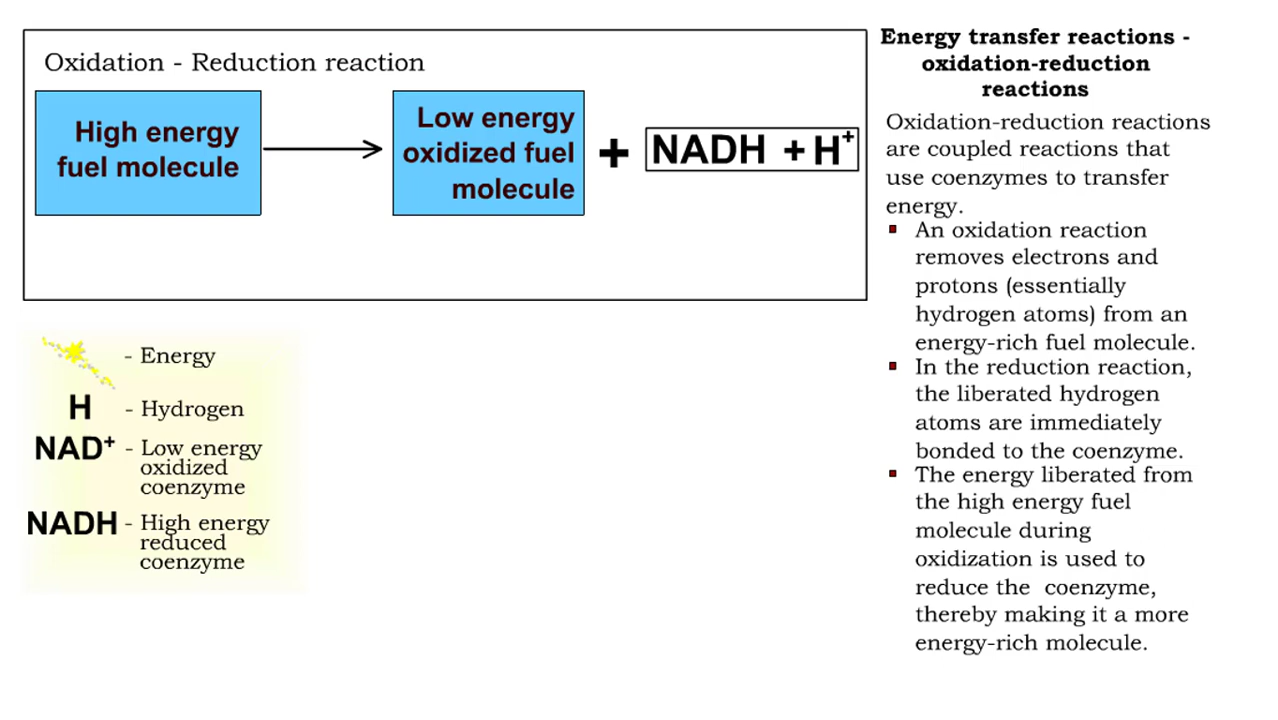 Oxidation - Reduction reaction
High energy
fuel molecule
Low energy
oxidized fuel
molecule
+
NADH + H+
- Energy
H - Hydrogen
NAD+ - Low energy
oxidized
coenzyme
NADH - High energy
reduced
coenzyme
Energy transfer reactions -
oxidation-reduction
reactions
Oxidation-reduction reactions
are coupled reactions that
use coenzymes to transfer
energy.
An oxidation reaction
removes electrons and
protons (essentially
hydrogen atoms) from an
energy-rich fuel molecule.
In the reduction reaction,
the liberated hydrogen
atoms are immediately
bonded to the coenzyme.
The energy liberated from
the high energy fuel
molecule during
oxidization is used to
reduce the coenzyme,
thereby making it a more
energy-rich molecule.